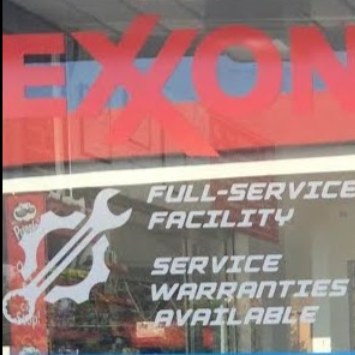 EXXON
FULL-SERVICE
FACILITY
SERVICE
WARRANTIES
AVAILABLE